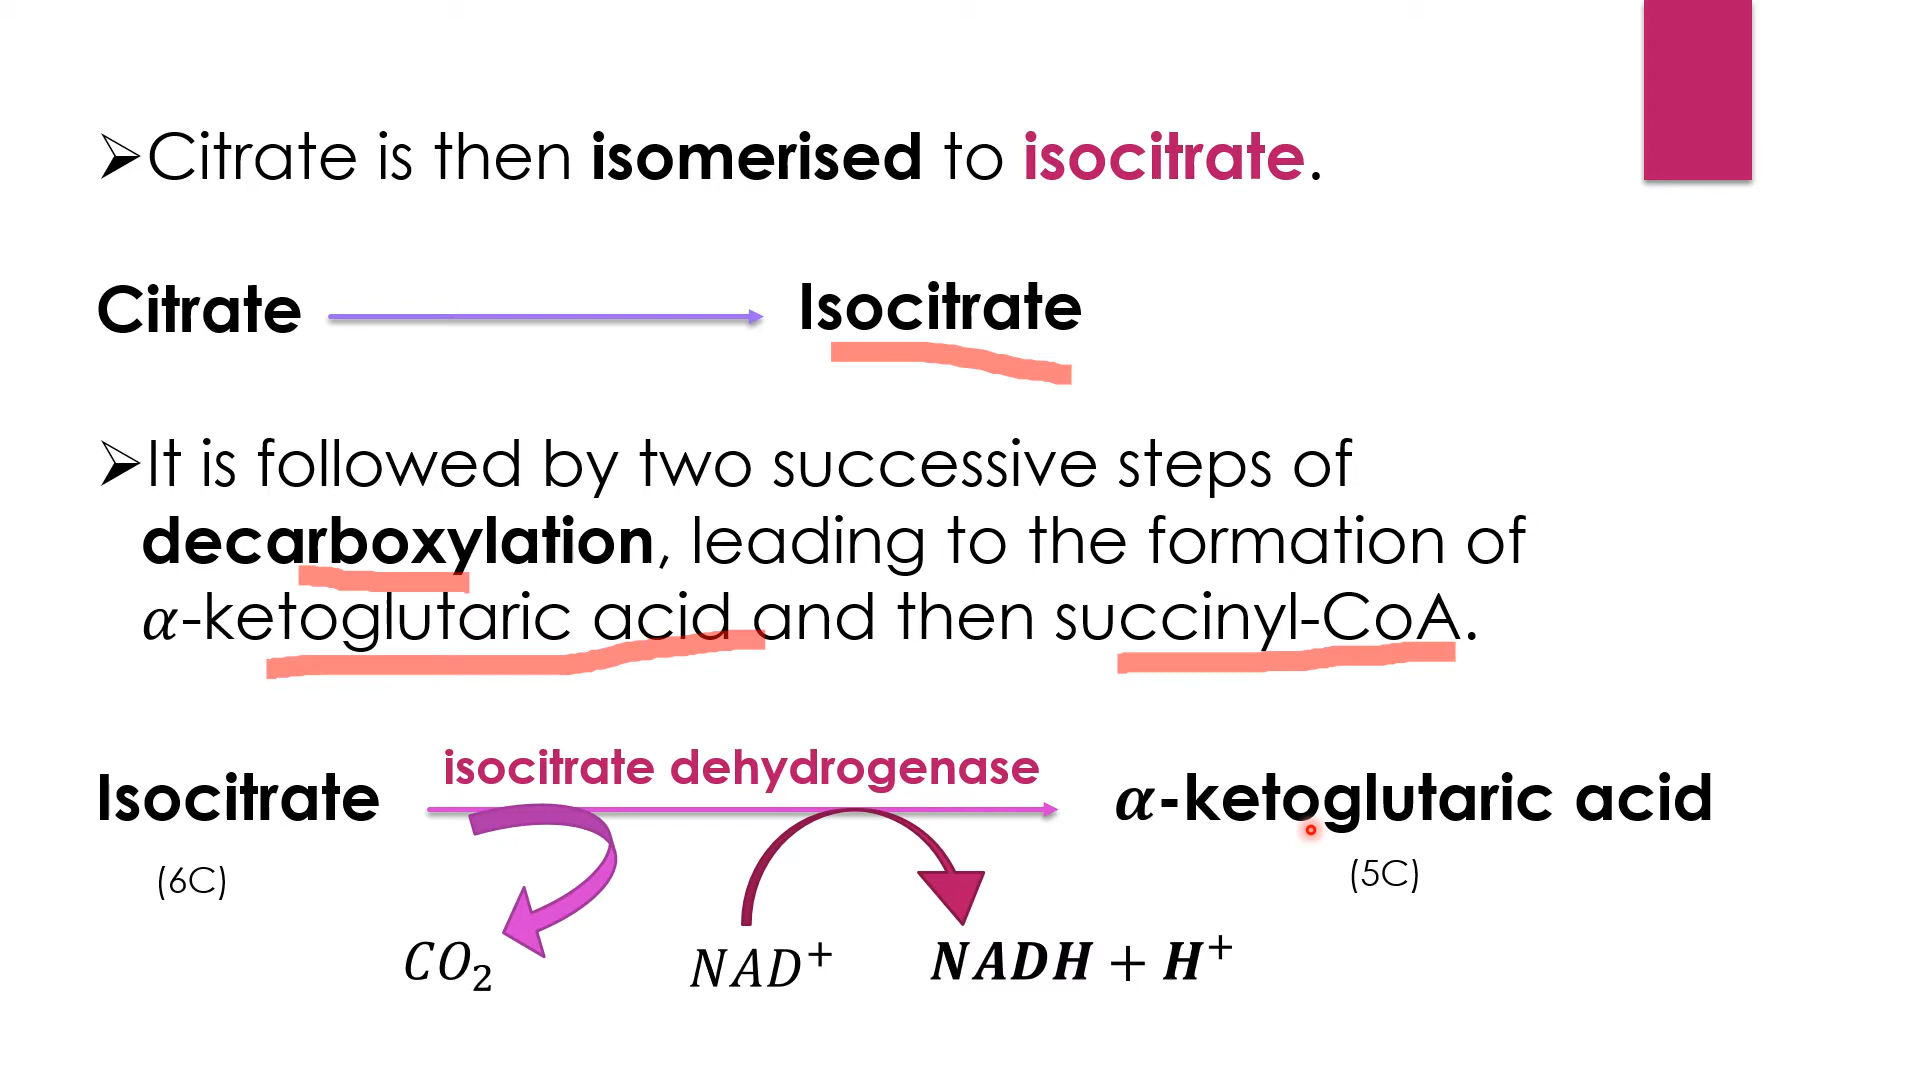 ➢Citrate is then isomerised to isocitrate.
Citrate Isocitrate
➢It is followed by two successive steps of
decarboxylation, leading to the formation of
α-ketoglutaric acid and then succinyl-CoA.
isocitrate dehydrogenase
Isocitrate α-ketoglutaric acid
(6C) (5C)
CO₂ NAD⁺ NADH + H⁺